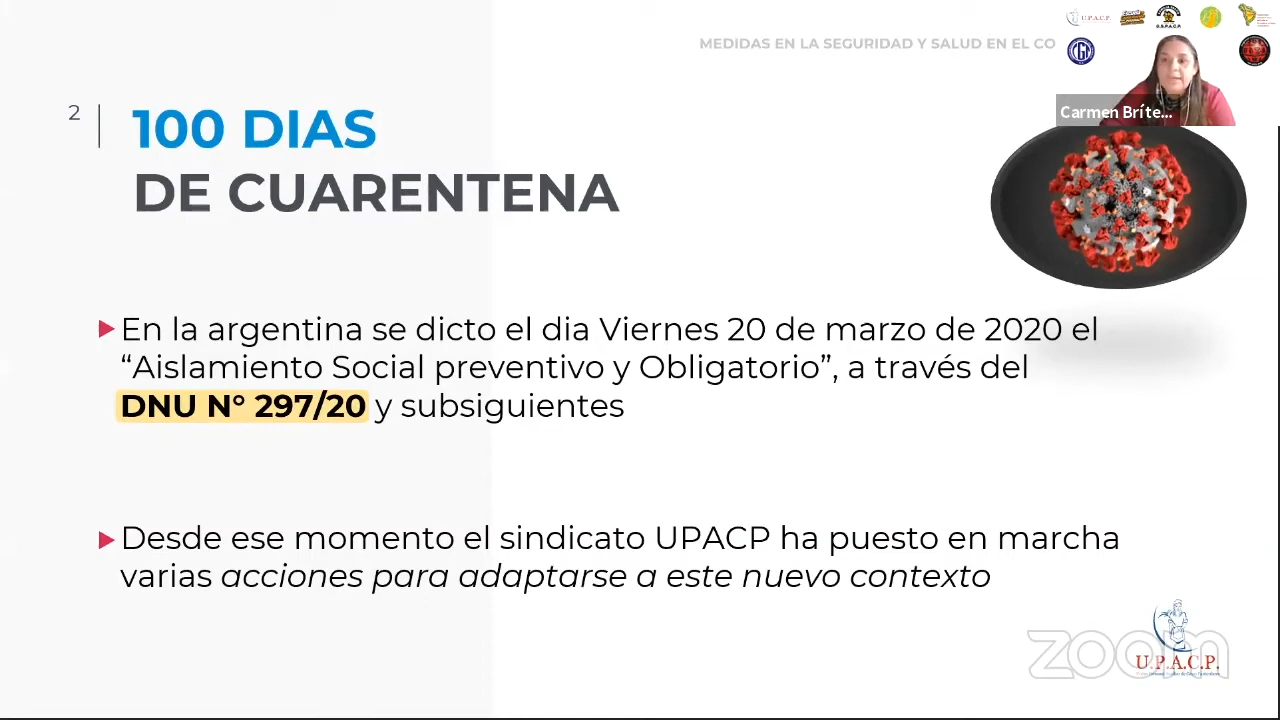 U.P.A.C.P.
U.S.P.A.C.P.
MEDIDAS EN LA SEGURIDAD Y SALUD EN EL CO
2
100 DIAS
DE CUARENTENA
Carmen Bríte...
En la argentina se dicto el dia Viernes 20 de marzo de 2020 el
“Aislamiento Social preventivo y Obligatorio”, a través del
DNU N° 297/20 y subsiguientes
Desde ese momento el sindicato UPACP ha puesto en marcha
varias acciones para adaptarse a este nuevo contexto
zoom
U.P.A.C.P.